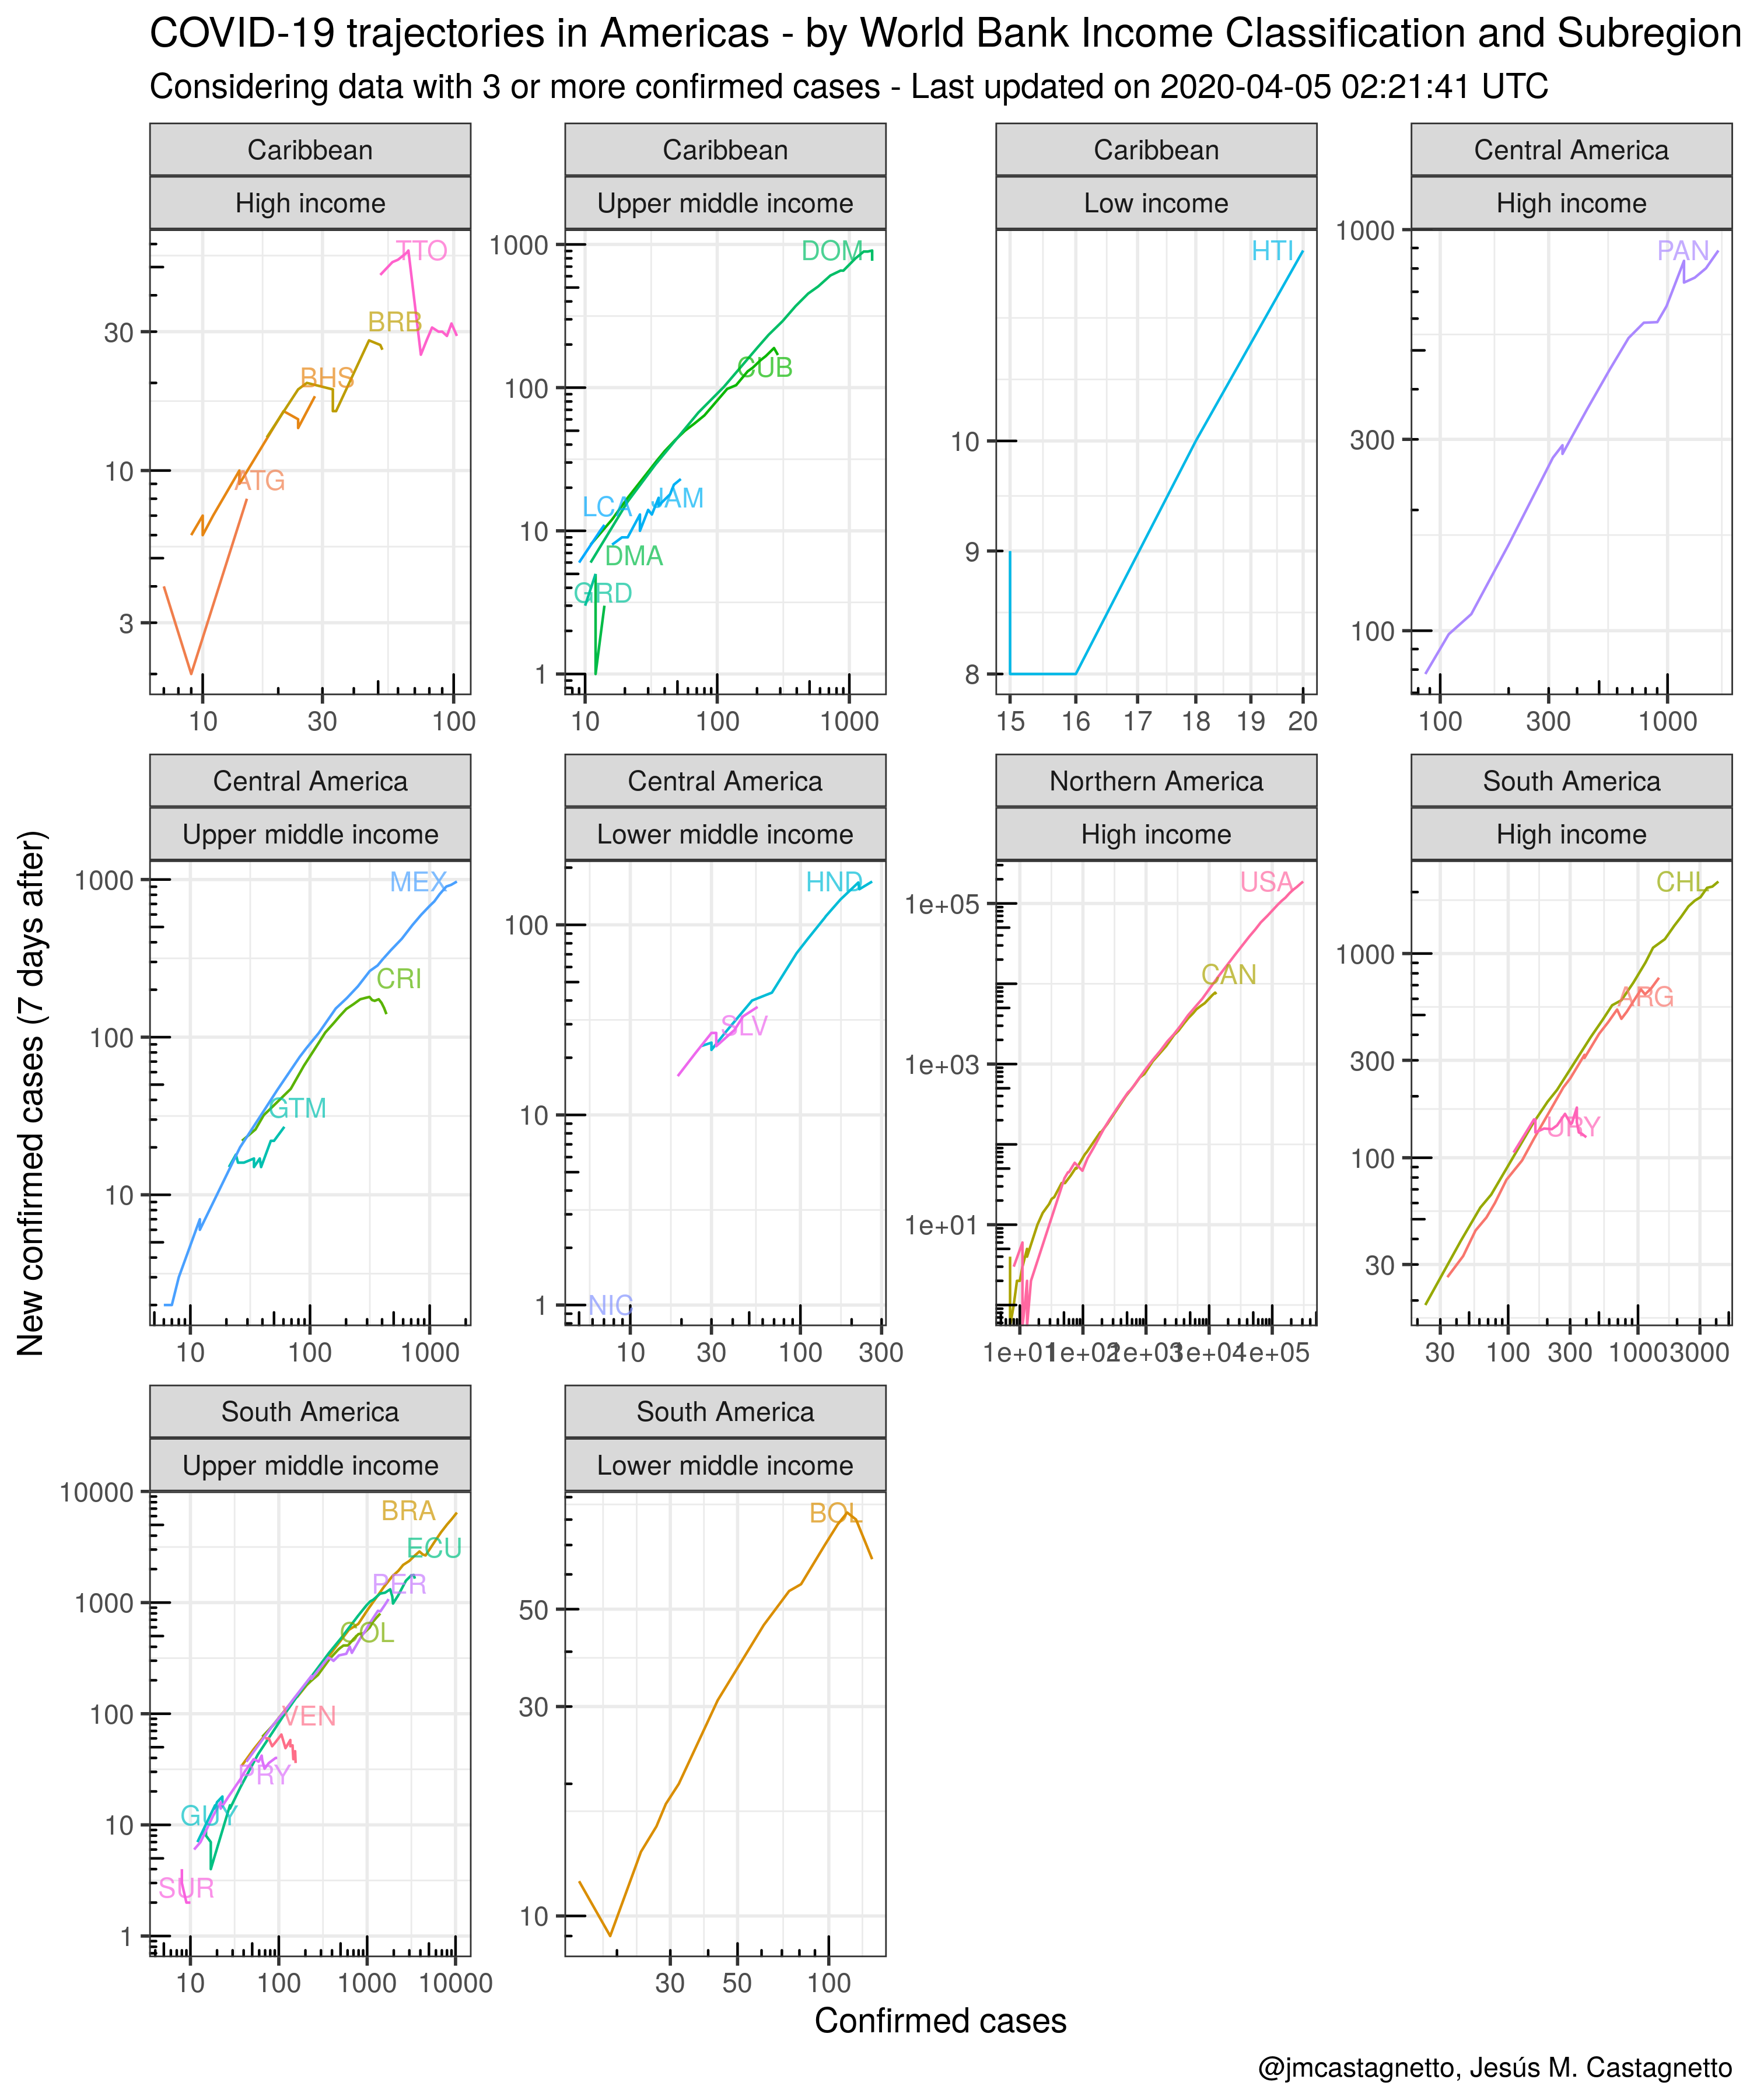 COVID-19 trajectories in Americas - by World Bank Income Classification and Subregion
Considering data with 3 or more confirmed cases - Last updated on 2020-04-05 02:21:41 UTC
New confirmed cases (7 days after)
Caribbean
High income
TTO
BRB
BHS
ATG
30
10
3
10 30 100
Caribbean
Upper middle income
DOM
CUB
LCA
JAM
DMA
GRD
1000
100
10
1
10 100 1000
Caribbean
Low income
HTI
10
9
8
15 16 17 18 19 20
Central America
High income
PAN
1000
300
100
100 300 1000
Central America
Upper middle income
MEX
CRI
GTM
1000
100
10
10 100 1000
Central America
Lower middle income
HND
SLV
NIC
100
10
1
10 30 100 300
Northern America
High income
USA
CAN
1e+05
1e+03
1e+01
1e+01 1e+02 1e+03 1e+04 1e+05
South America
High income
CHL
ARG
URY
1000
300
100
30
30 100 300 1000 3000
South America
Upper middle income
BRA
ECU
PER
COL
VEN
PRY
GUY
SUR
10000
1000
100
10
1
10 100 1000 10000
South America
Lower middle income
BOL
50
30
10
30 50 100
Confirmed cases
@jmcastagnetto, Jesús M. Castagnetto